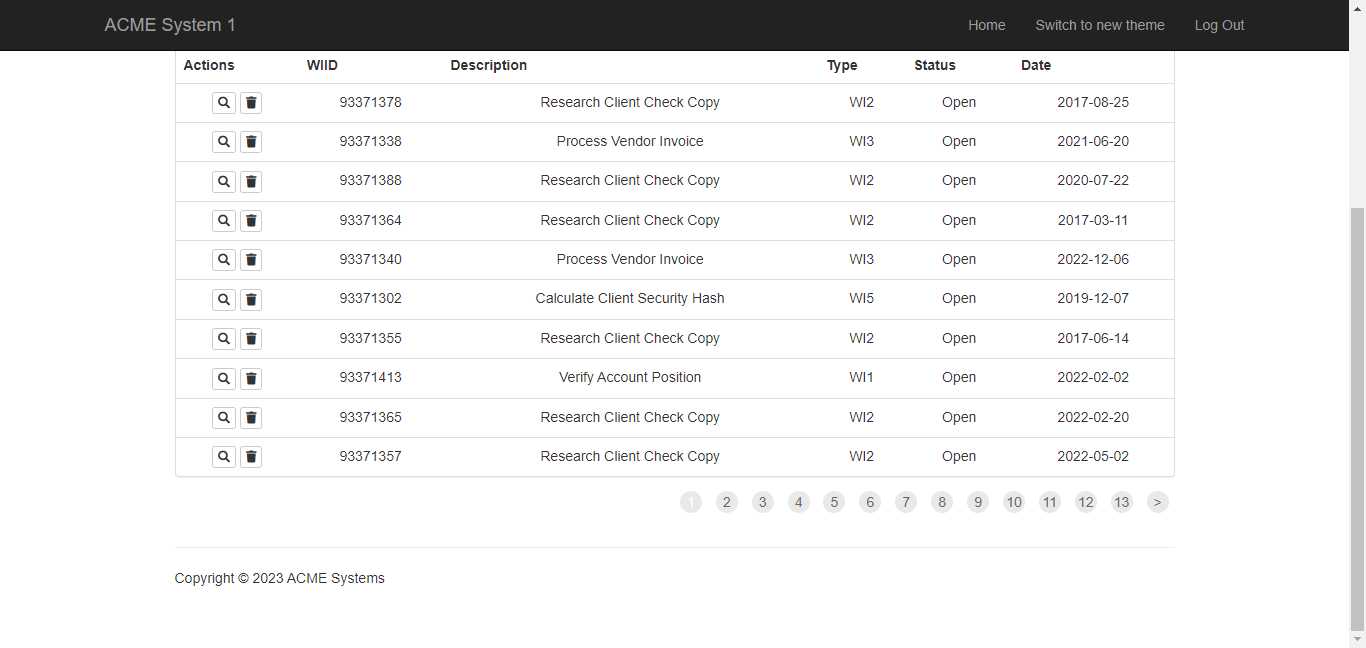 ACME System 1 Home Switch to new theme Log Out
Actions WIID Description Type Status Date
93371378 Research Client Check Copy WI2 Open 2017-08-25
93371338 Process Vendor Invoice WI3 Open 2021-06-20
93371388 Research Client Check Copy WI2 Open 2020-07-22
93371364 Research Client Check Copy WI2 Open 2017-03-11
93371340 Process Vendor Invoice WI3 Open 2022-12-06
93371302 Calculate Client Security Hash WI5 Open 2019-12-07
93371355 Research Client Check Copy WI2 Open 2017-06-14
93371413 Verify Account Position WI1 Open 2022-02-02
93371365 Research Client Check Copy WI2 Open 2022-02-20
93371357 Research Client Check Copy WI2 Open 2022-05-02
1 2 3 4 5 6 7 8 9 10 11 12 13 >
Copyright © 2023 ACME Systems